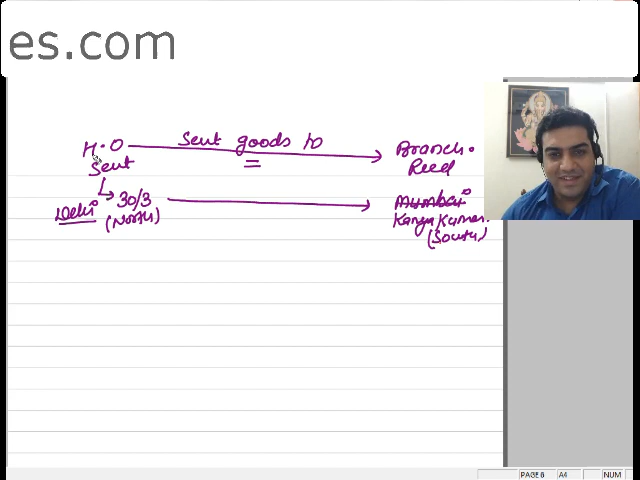 es.com
H.O Sent goods to Branch.
Sent = Recd
Delhi 30/3 Mumbai
(North) Kanyakumari
(South)
PAGE 6 A4 NUM